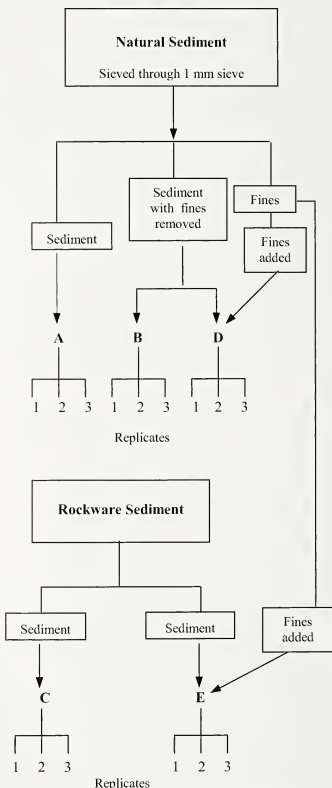 Natural Sediment
Sieved through 1 mm sieve
Sediment
Sediment
with fines
removed
Fines
Fines
added
A
B
D
1 2 3
1 2 3
1 2 3
Replicates
Rockware Sediment
Sediment
Sediment
Fines
added
C
E
1 2 3
1 2 3
Replicates